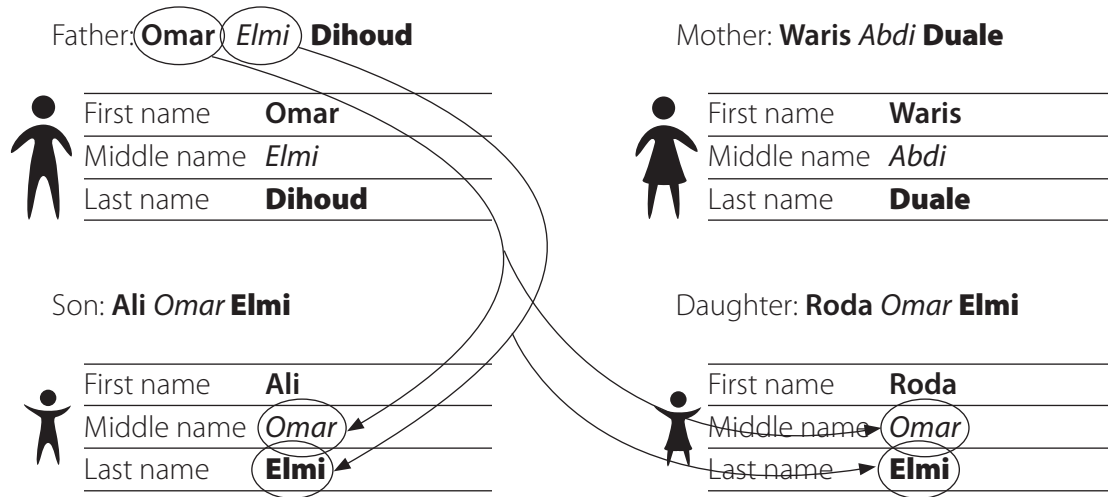 Father: Omar Elmi Dihoud
First name Omar
Middle name Elmi
Last name Dihoud
Mother: Waris Abdi Duale
First name Waris
Middle name Abdi
Last name Duale
Son: Ali Omar Elmi
First name Ali
Middle name Omar
Last name Elmi
Daughter: Roda Omar Elmi
First name Roda
Middle name Omar
Last name Elmi